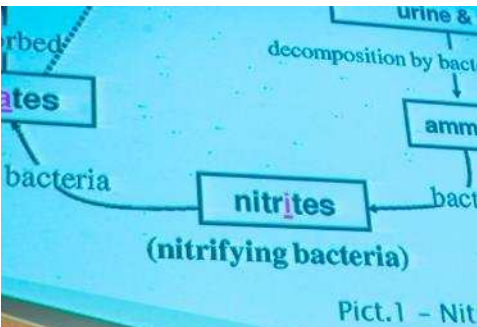 urine &
rbed
decomposition by bact
ates
amm
bacteria
nitrites
bact
(nitrifying bacteria)
Pict.1 – Nit